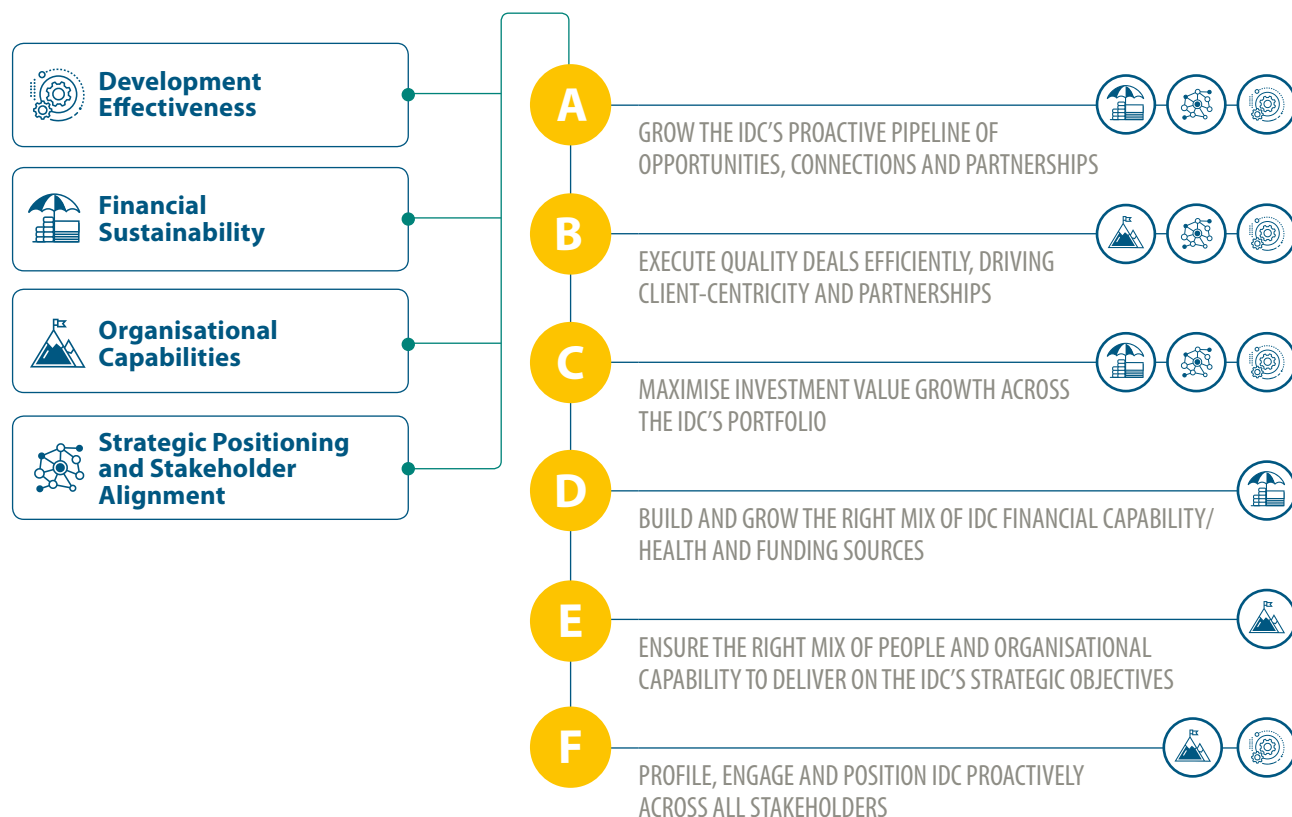 Development
Effectiveness
Financial
Sustainability
Organisational
Capabilities
Strategic Positioning
and Stakeholder
Alignment
A
GROW THE IDC’S PROACTIVE PIPELINE OF
OPPORTUNITIES, CONNECTIONS AND PARTNERSHIPS
B
EXECUTE QUALITY DEALS EFFICIENTLY, DRIVING
CLIENT-CENTRICITY AND PARTNERSHIPS
C
MAXIMISE INVESTMENT VALUE GROWTH ACROSS
THE IDC’S PORTFOLIO
D
BUILD AND GROW THE RIGHT MIX OF IDC FINANCIAL CAPABILITY/
HEALTH AND FUNDING SOURCES
E
ENSURE THE RIGHT MIX OF PEOPLE AND ORGANISATIONAL
CAPABILITY TO DELIVER ON THE IDC’S STRATEGIC OBJECTIVES
F
PROFILE, ENGAGE AND POSITION IDC PROACTIVELY
ACROSS ALL STAKEHOLDERS